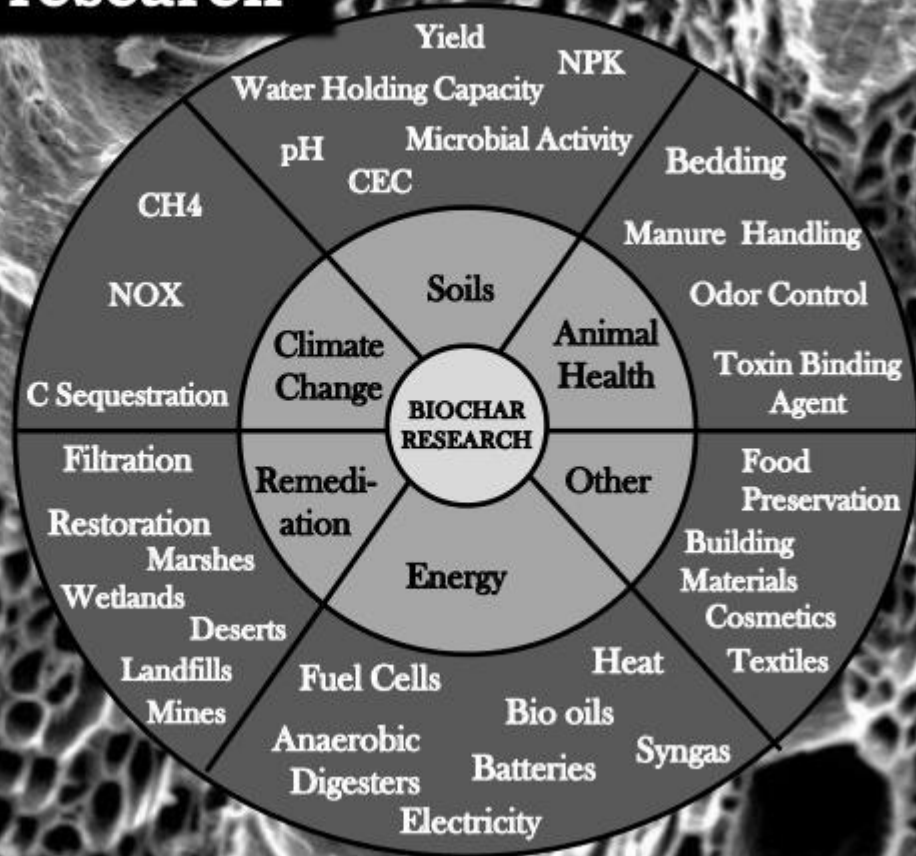 research
Yield
NPK
Water Holding Capacity
Microbial Activity
pH
CEC
Bedding
Manure Handling
Odor Control
Toxin Binding
Agent
CH4
NOX
C Sequestration
Soils
Climate
Change
Animal
Health
BIOCHAR
RESEARCH
Remedi-
ation
Other
Energy
Filtration
Restoration
Marshes
Wetlands
Deserts
Landfills
Mines
Food
Preservation
Building
Materials
Cosmetics
Textiles
Fuel Cells
Heat
Bio oils
Anaerobic
Digesters
Batteries
Syngas
Electricity